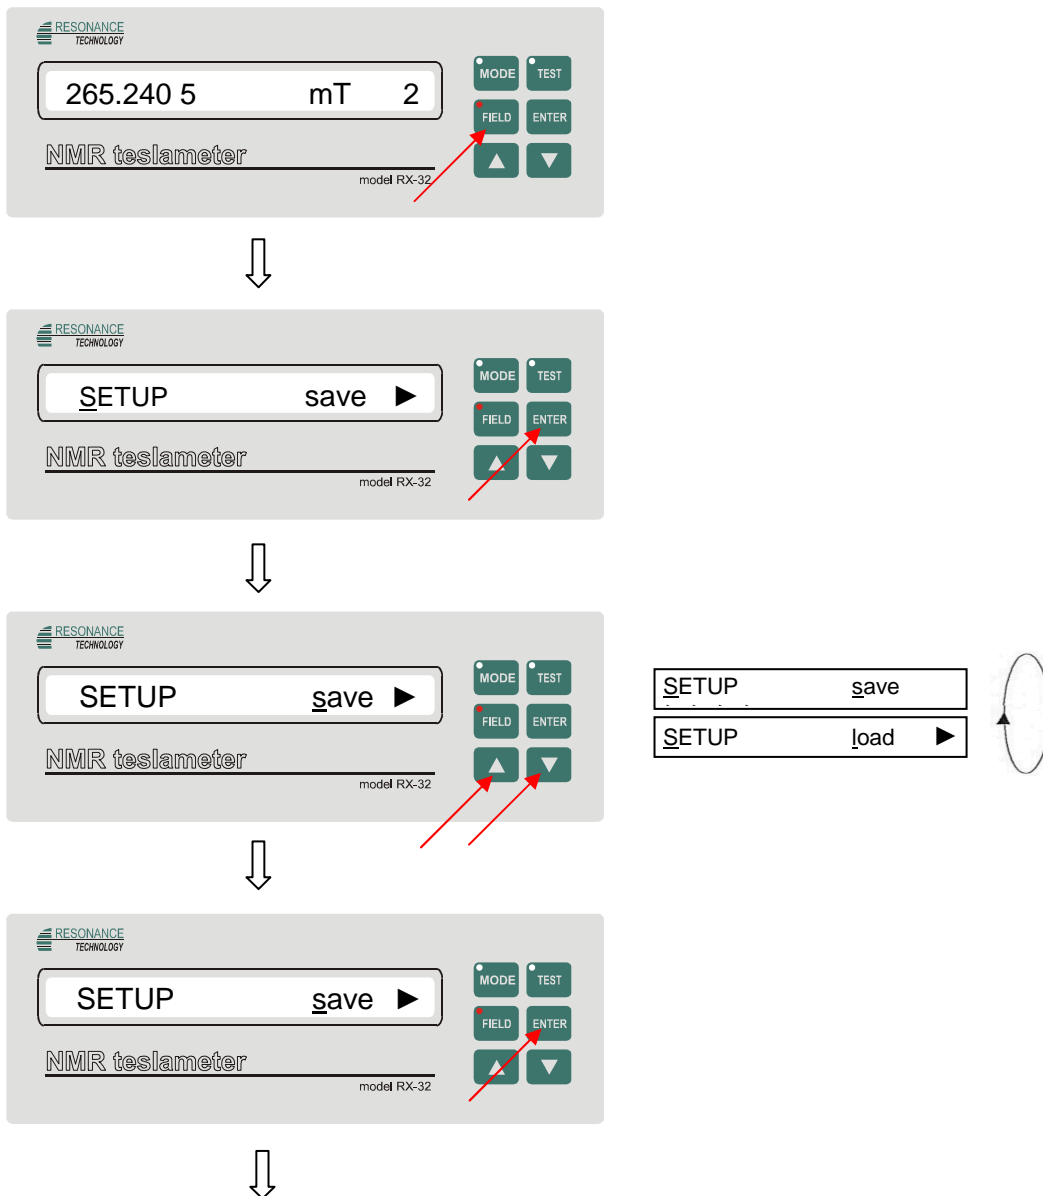 RESONANCE
TECHNOLOGY
265.240 5 mT 2
MODE TEST
FIELD ENTER
NMR teslameter
model RX-32
RESONANCE
TECHNOLOGY
SETUP save ►
MODE TEST
FIELD ENTER
NMR teslameter
model RX-32
RESONANCE
TECHNOLOGY
SETUP save ►
MODE TEST
FIELD ENTER
NMR teslameter
model RX-32
SETUP save
SETUP load ►
RESONANCE
TECHNOLOGY
SETUP save ►
MODE TEST
FIELD ENTER
NMR teslameter
model RX-32